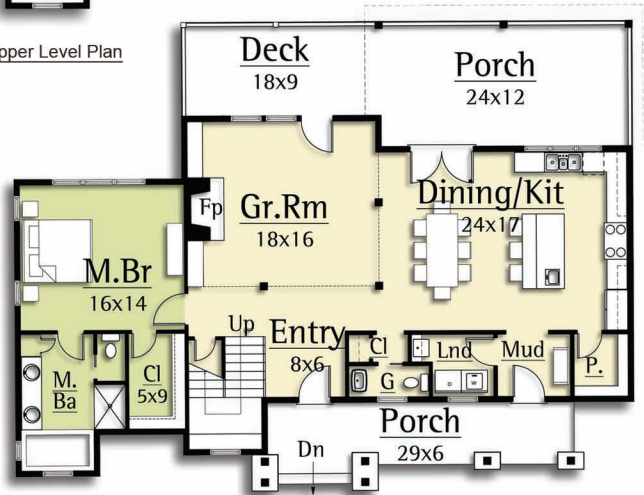 pper Level Plan
Deck
18x9
Porch
24x12
Fp
Gr.Rm
18x16
Dining/Kit
24x17
M.Br
16x14
Up
Entry
8x6
Cl
Lnd
Mud
P.
M.
Ba
Cl
5x9
G
W
Porch
29x6
Dn